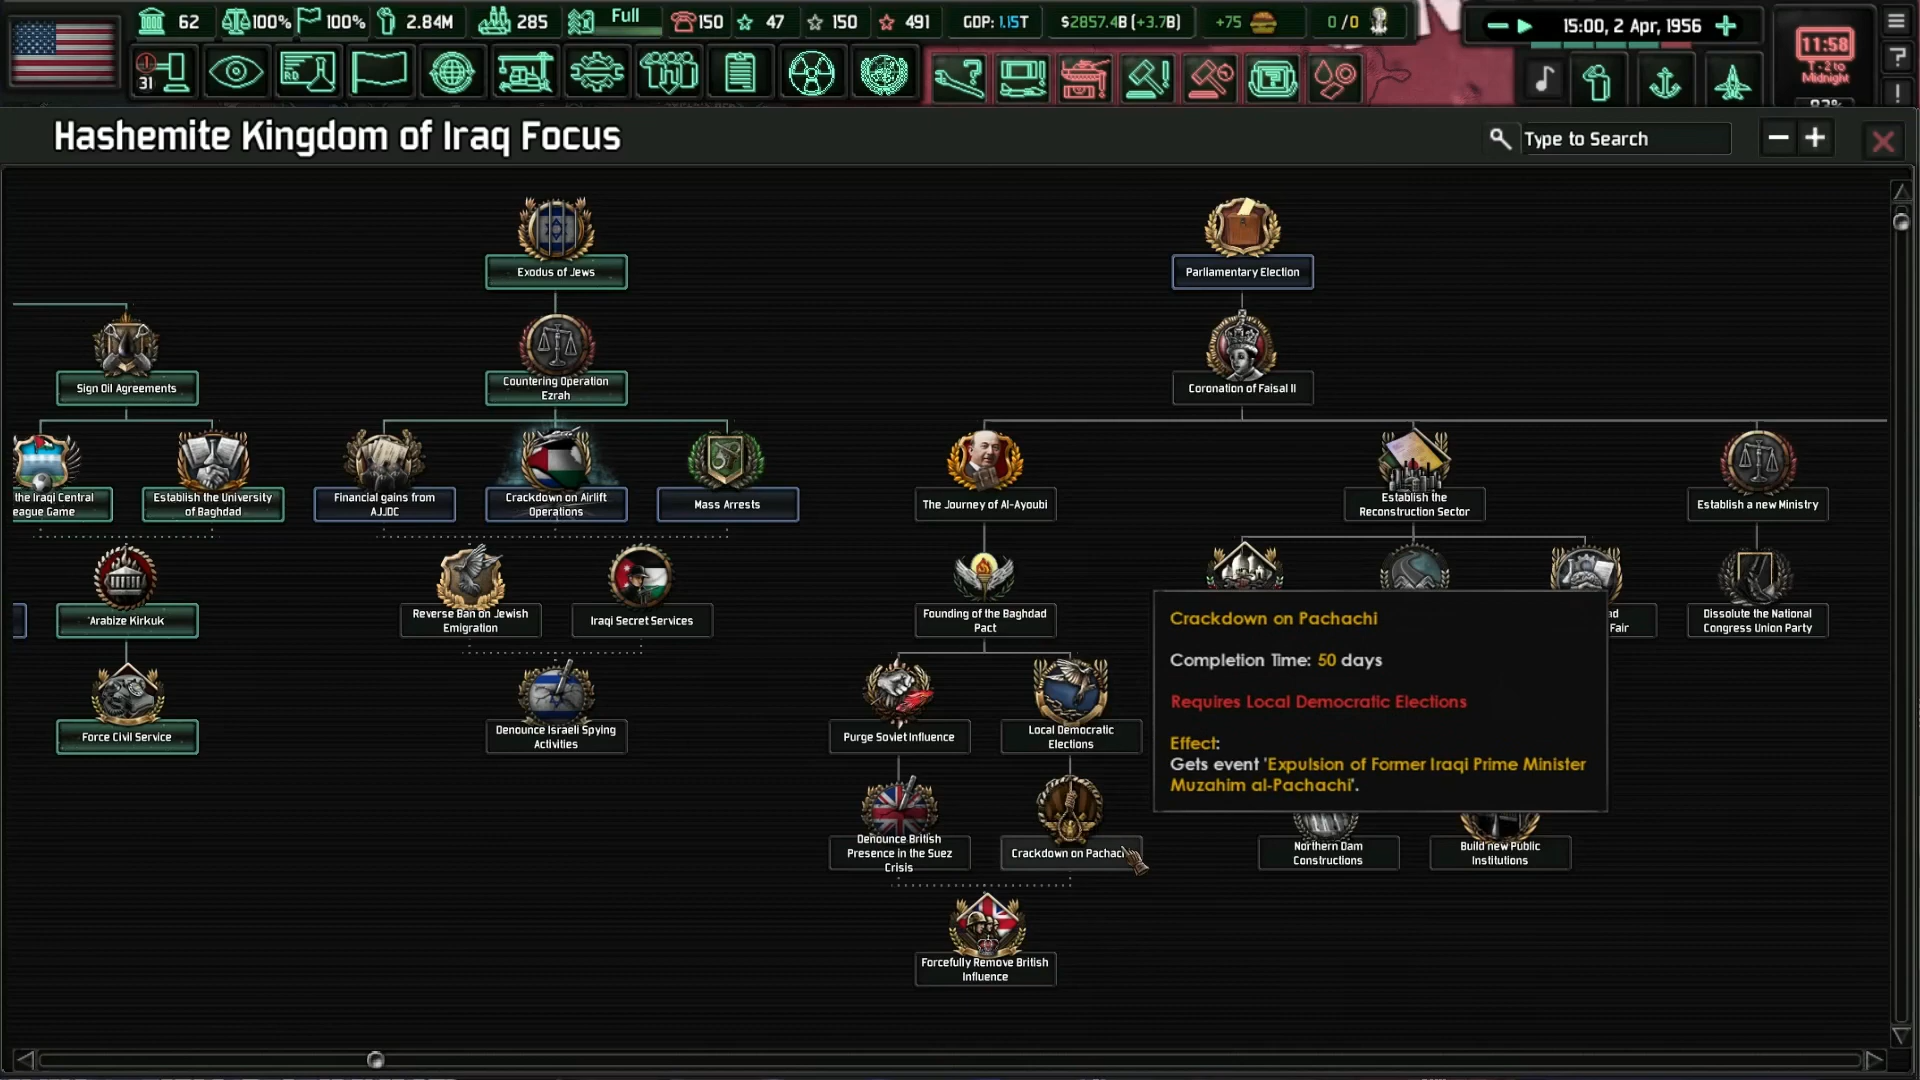 62
100%
100%
2.84M
285
Full
150
47
150
491
GDP: 1.15T
$2857.4B (+3.7B)
+75
0 / 0
15:00, 2 Apr, 1956
11:58
T - 2 to
Midnight
31
RD
Hashemite Kingdom of Iraq Focus
Type to Search
Exodus of Jews
Parliamentary Election
Sign Oil Agreements
Countering Operation
Ezrah
Coronation of Faisal II
the Iraqi Central
eague Game
Establish the University
of Baghdad
Financial gains from
AJJDC
Crackdown on Airlift
Operations
Mass Arrests
The Journey of Al-Ayoubi
Establish the
Reconstruction Sector
Establish a new Ministry
Arabize Kirkuk
Reverse Ban on Jewish
Emigration
Iraqi Secret Services
Founding of the Baghdad
Pact
Fair
Dissolute the National
Congress Union Party
Crackdown on Pachachi
Completion Time: 50 days
Requires Local Democratic Elections
Effect:
Gets event 'Expulsion of Former Iraqi Prime Minister
Muzahim al-Pachachi'.
Force Civil Service
Denounce Israeli Spying
Activities
Purge Soviet Influence
Local Democratic
Elections
Denounce British
Presence in the Suez
Crisis
Crackdown on Pachac
Northern Dam
Constructions
Build new Public
Institutions
Forcefully Remove British
Influence